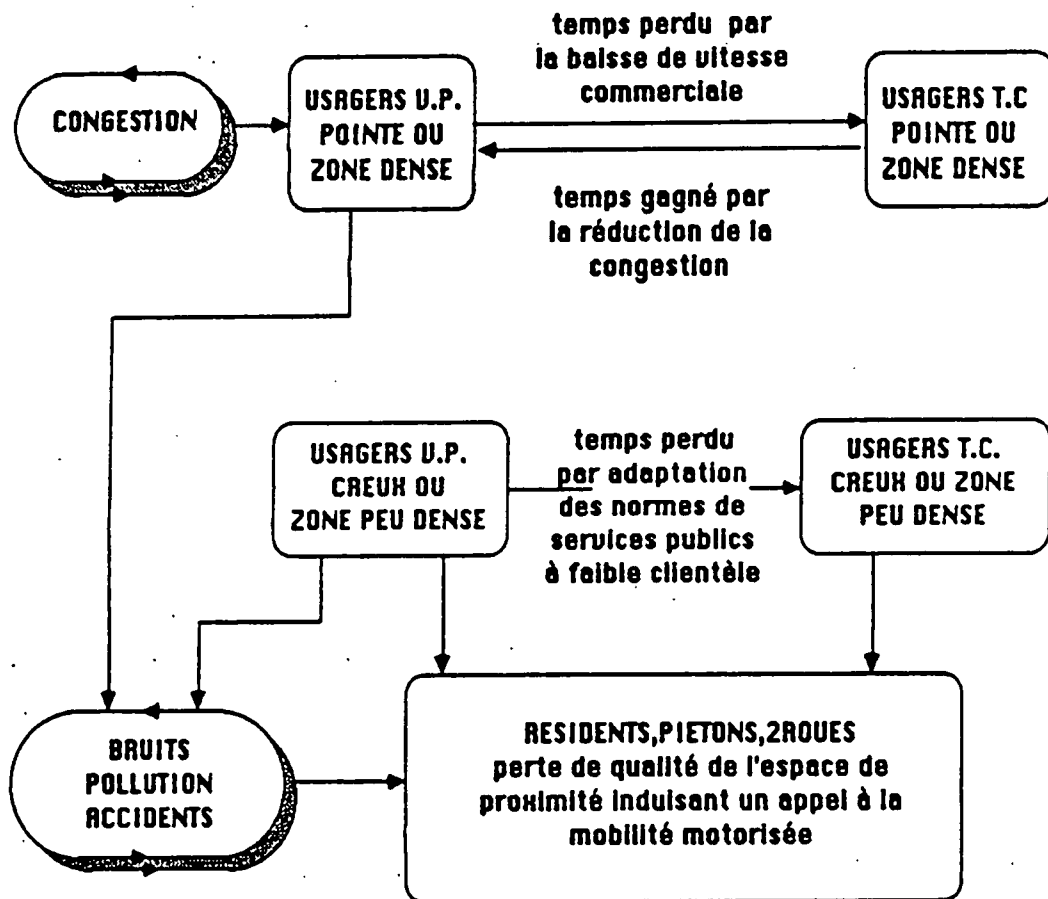 temps perdu par
la baisse de vitesse
commerciale
CONGESTION
USAGERS V.P.
POINTE OU
ZONE DENSE
USAGERS T.C
POINTE OU
ZONE DENSE
temps gagné par
la réduction de la
congestion
USAGERS V.P.
CREUX OU
ZONE PEU DENSE
temps perdu
par adaptation
des normes de
services publics
à faible clientèle
USAGERS T.C.
CREUX OU ZONE
PEU DENSE
BRUITS
POLLUTION
ACCIDENTS
RESIDENTS,PIETONS,2ROUES
perte de qualité de l'espace de
proximité induisant un appel à la
mobilité motorisée